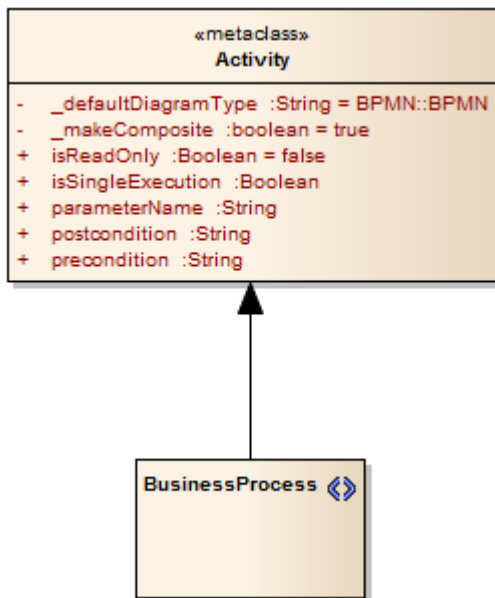 «metaclass»
Activity
- _defaultDiagramType :String = BPMN::BPMN
- _makeComposite :boolean = true
+ isReadOnly :Boolean = false
+ isSingleExecution :Boolean
+ parameterName :String
+ postcondition :String
+ precondition :String
BusinessProcess